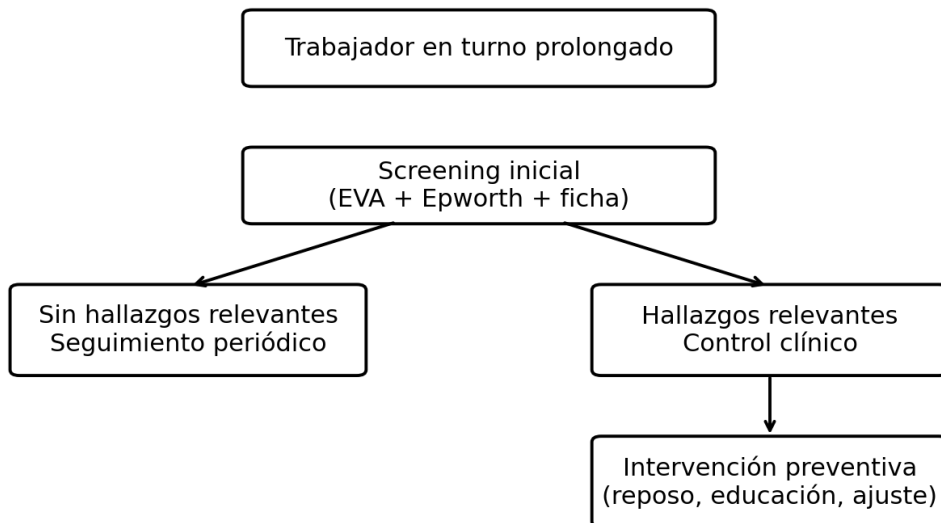 Trabajador en turno prolongado
Screening inicial
(EVA + Epworth + ficha)
Sin hallazgos relevantes
Seguimiento periódico
Hallazgos relevantes
Control clínico
Intervención preventiva
(reposo, educación, ajuste)